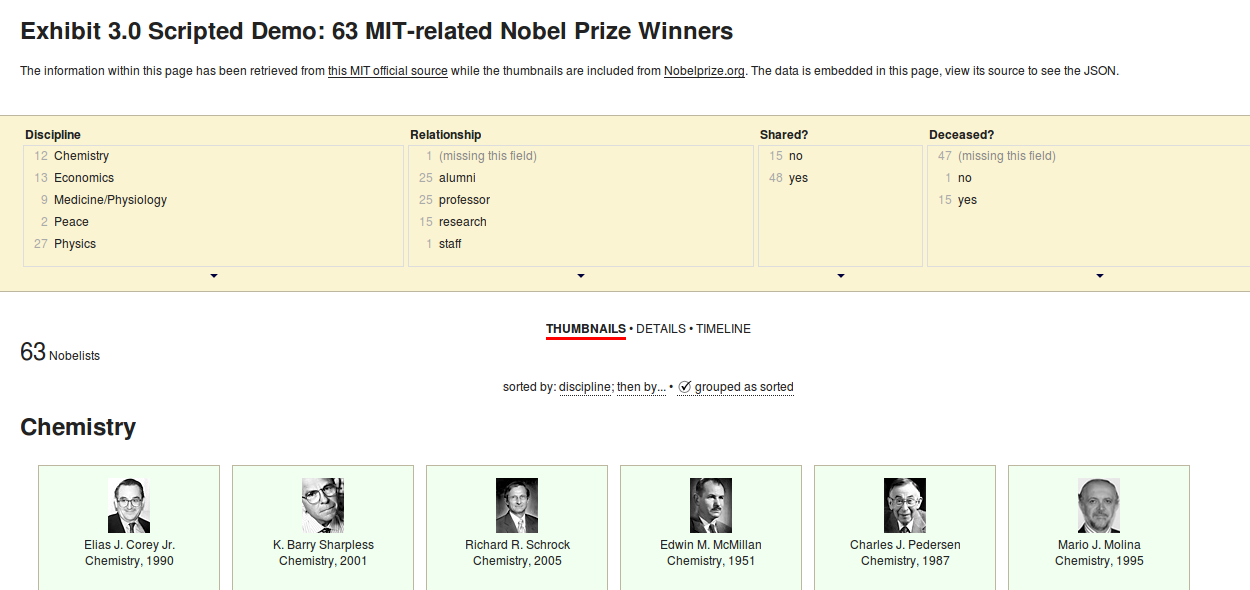 Exhibit 3.0 Scripted Demo: 63 MIT-related Nobel Prize Winners
The information within this page has been retrieved from this MIT official source while the thumbnails are included from Nobelprize.org. The data is embedded in this page, view its source to see the JSON.
Discipline
12 Chemistry
13 Economics
9 Medicine/Physiology
2 Peace
27 Physics
Relationship
1 (missing this field)
25 alumni
25 professor
15 research
1 staff
Shared?
15 no
48 yes
Deceased?
47 (missing this field)
1 no
15 yes
THUMBNAILS • DETAILS • TIMELINE
63 Nobelists
sorted by: discipline; then by... • grouped as sorted
Chemistry
Elias J. Corey Jr.
Chemistry, 1990
K. Barry Sharpless
Chemistry, 2001
Richard R. Schrock
Chemistry, 2005
Edwin M. McMillan
Chemistry, 1951
Charles J. Pedersen
Chemistry, 1987
Mario J. Molina
Chemistry, 1995